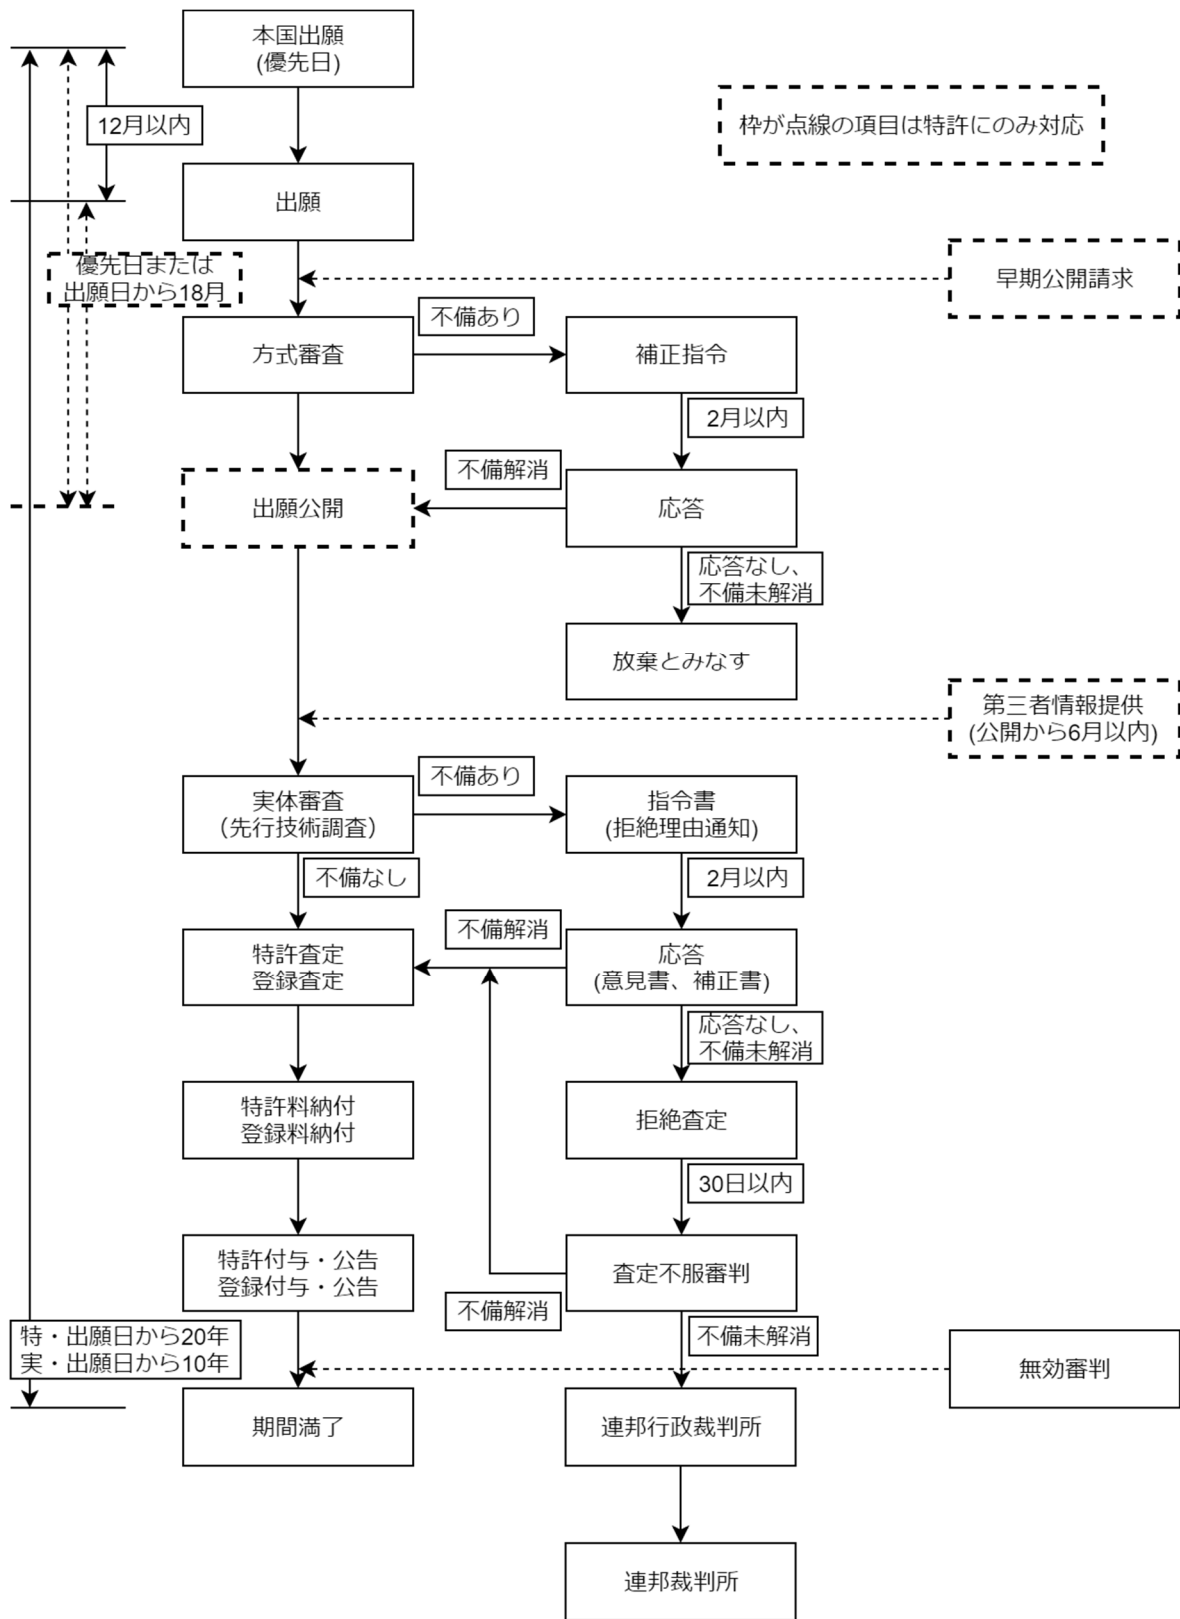 本国出願
(優先日)
12月以内
枠が点線の項目は特許にのみ対応
出願
優先日または
出願日から18月
早期公開請求
不備あり
方式審査
補正指令
2月以内
不備解消
出願公開
応答
応答なし、
不備未解消
放棄とみなす
第三者情報提供
(公開から6月以内)
不備あり
実体審査
（先行技術調査）
指令書
(拒絶理由通知)
不備なし
2月以内
不備解消
特許査定
登録査定
応答
(意見書、補正書)
応答なし、
不備未解消
特許料納付
登録料納付
拒絶査定
30日以内
特許付与・公告
登録付与・公告
査定不服審判
不備解消
不備未解消
特・出願日から20年
実・出願日から10年
無効審判
期間満了
連邦行政裁判所
連邦裁判所